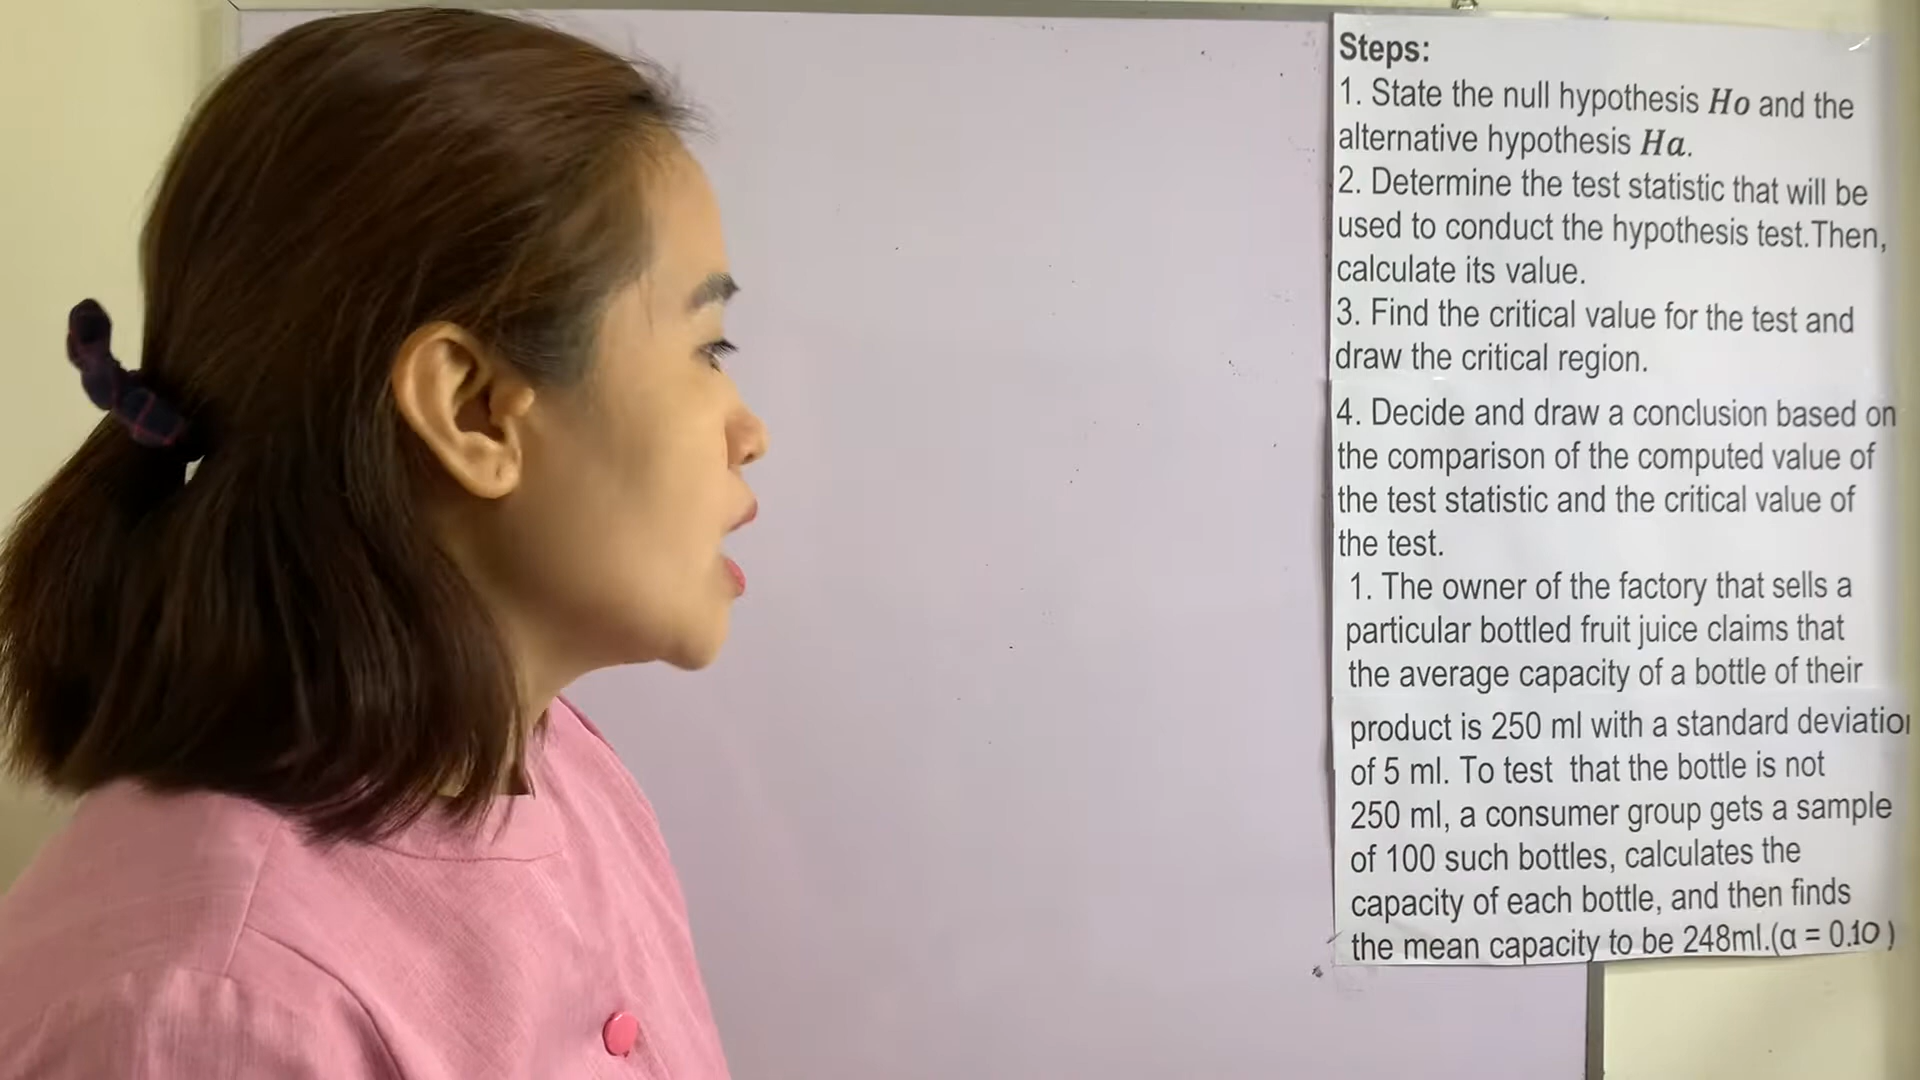 Steps:
1. State the null hypothesis Ho and the
alternative hypothesis Ha.
2. Determine the test statistic that will be
used to conduct the hypothesis test.Then,
calculate its value.
3. Find the critical value for the test and
draw the critical region.
4. Decide and draw a conclusion based on
the comparison of the computed value of
the test statistic and the critical value of
the test.
1. The owner of the factory that sells a
particular bottled fruit juice claims that
the average capacity of a bottle of their
product is 250 ml with a standard deviation
of 5 ml. To test that the bottle is not
250 ml, a consumer group gets a sample
of 100 such bottles, calculates the
capacity of each bottle, and then finds
the mean capacity to be 248ml.(α = 0.10)